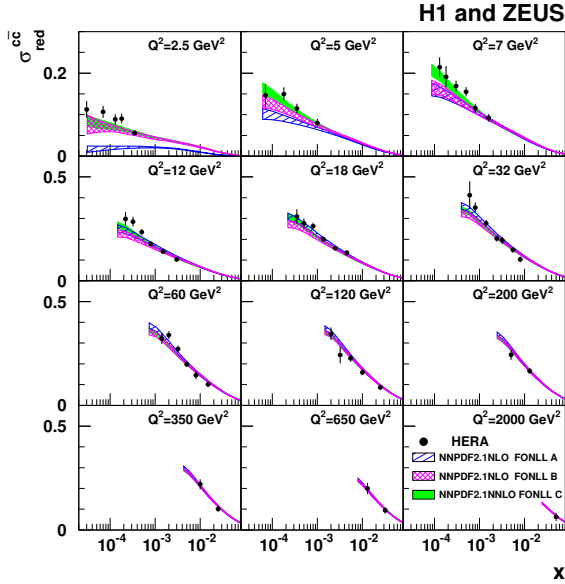 H1 and ZEUS
σ_red^{cc̄}
Q²=2.5 GeV² Q²=5 GeV² Q²=7 GeV²
0.2
0
Q²=12 GeV² Q²=18 GeV² Q²=32 GeV²
0.5
0
Q²=60 GeV² Q²=120 GeV² Q²=200 GeV²
0.5
0
Q²=350 GeV² Q²=650 GeV² Q²=2000 GeV²
0.5
HERA
NNPDF2.1NLO FONLL A
NNPDF2.1NLO FONLL B
NNPDF2.1NNLO FONLL C
0
10⁻⁴ 10⁻³ 10⁻² 10⁻⁴ 10⁻³ 10⁻² 10⁻⁴ 10⁻³ 10⁻²
x